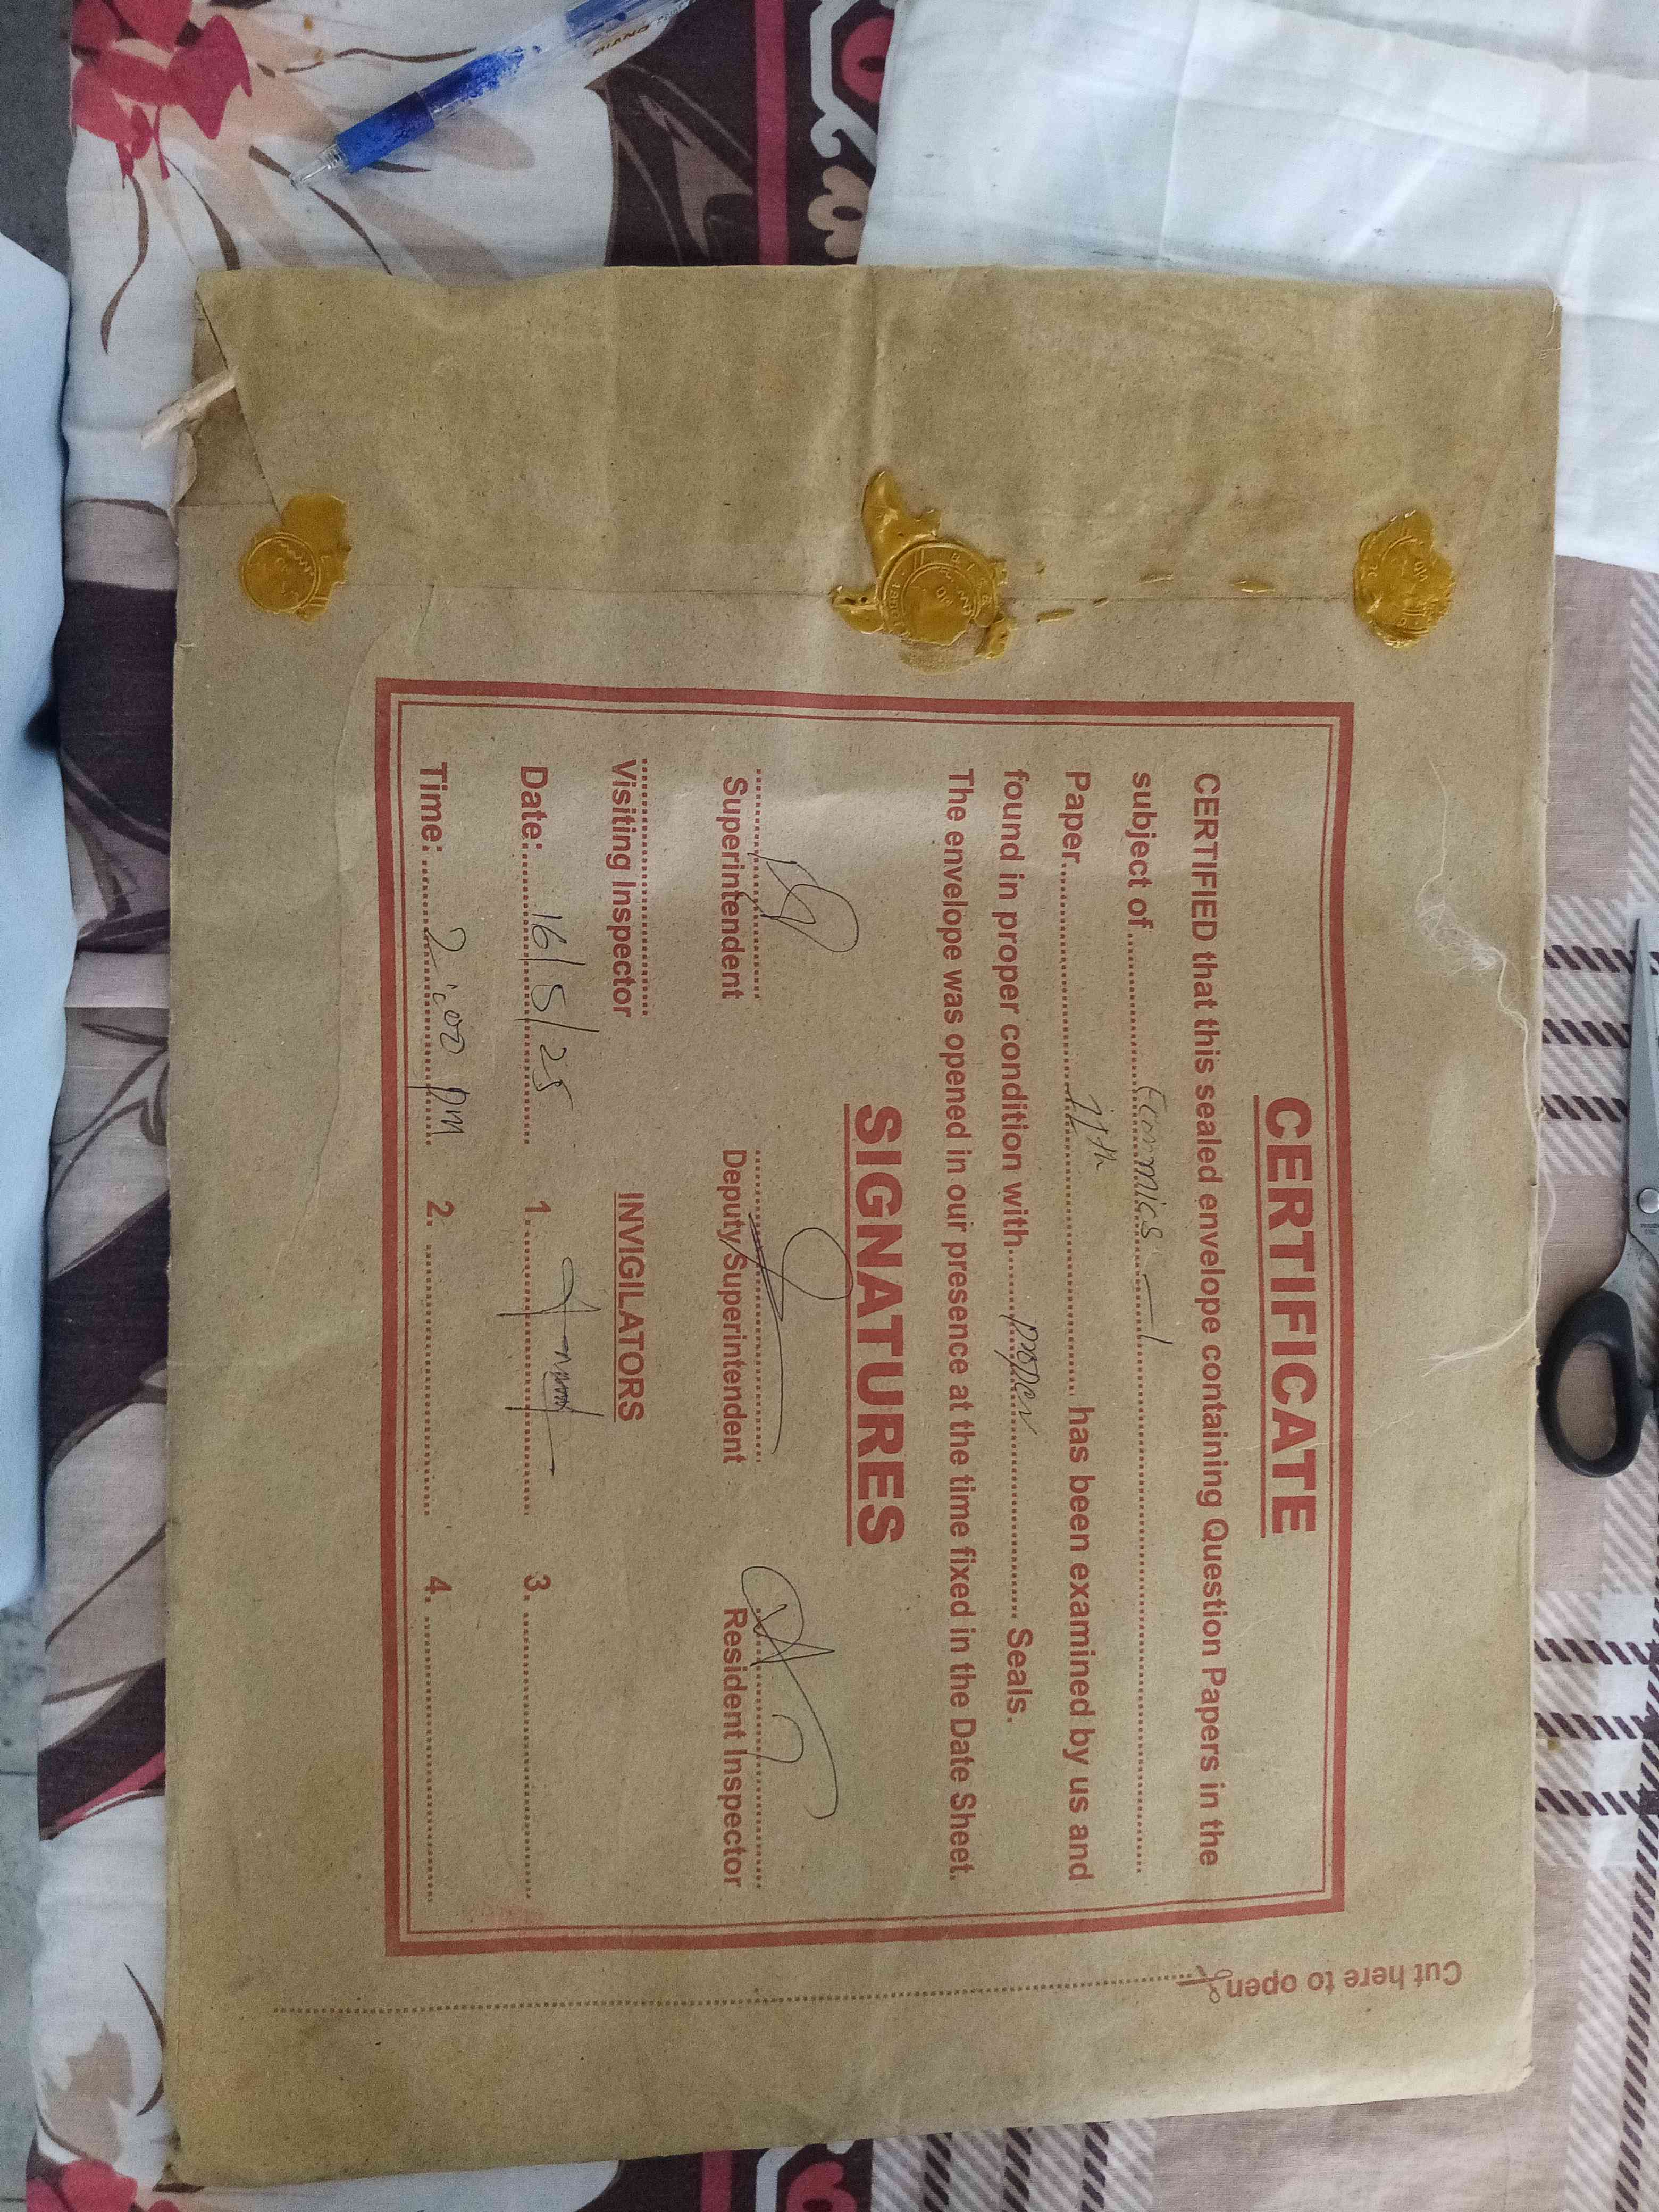 CERTIFICATE
CERTIFIED that this sealed envelope containing Question Papers in the
subject of Economics - I
Paper 11th has been examined by us and
found in proper condition with proper Seals.
The envelope was opened in our presence at the time fixed in the Date Sheet.
SIGNATURES
Superintendent Deputy Superintendent Resident Inspector
Visiting Inspector INVIGILATORS
Date: 16/5/25 1. 3.
Time: 2:00 pm 2. 4.
Cut here to open
PIANO